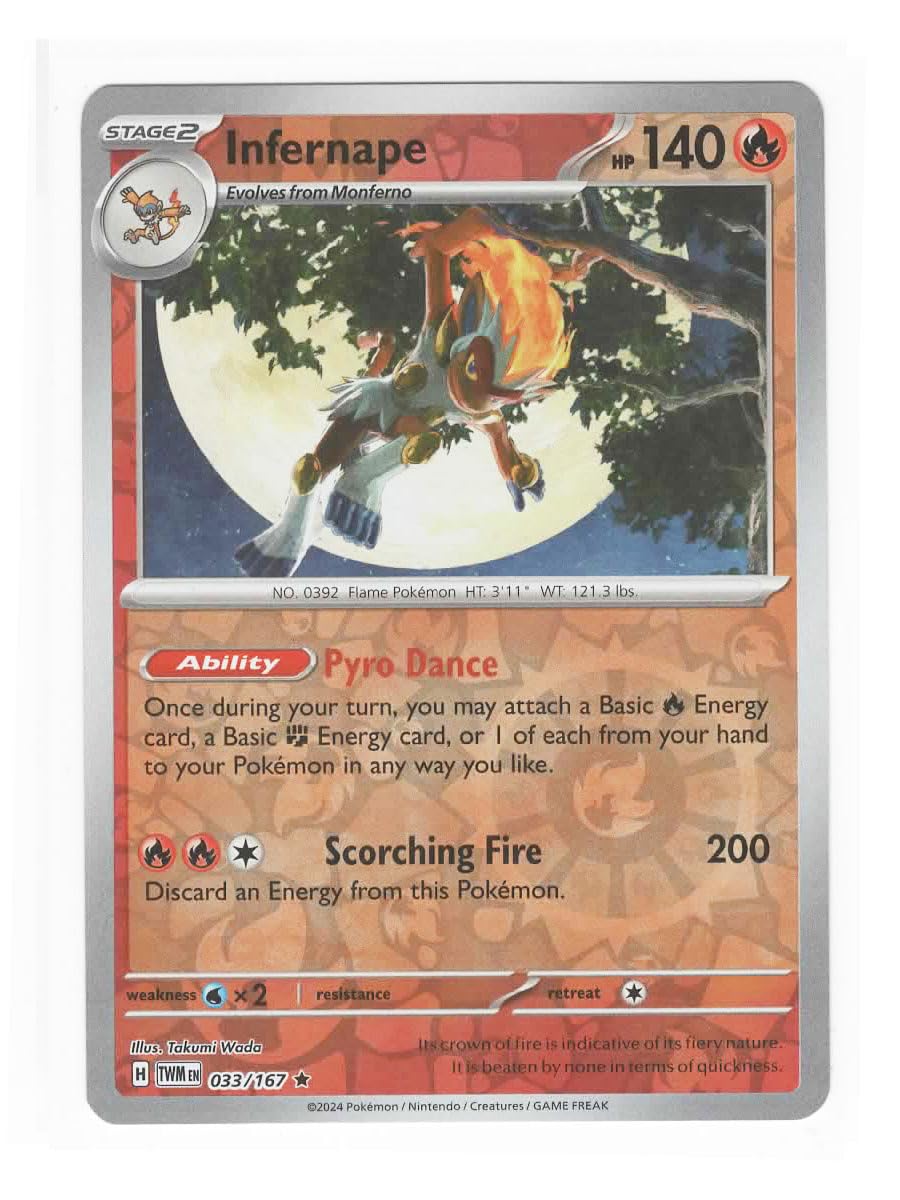 STAGE2
Infernape
HP 140
Evolves from Monferno
NO. 0392 Flame Pokémon HT: 3'11" WT: 121.3 lbs.
Ability Pyro Dance
Once during your turn, you may attach a Basic Energy
card, a Basic Energy card, or 1 of each from your hand
to your Pokémon in any way you like.
Scorching Fire 200
Discard an Energy from this Pokémon.
weakness ×2 resistance retreat
Illus. Takumi Wada
Its crown of fire is indicative of its fiery nature.
It is beaten by none in terms of quickness.
H TWM EN 033/167 ★
©2024 Pokémon / Nintendo / Creatures / GAME FREAK